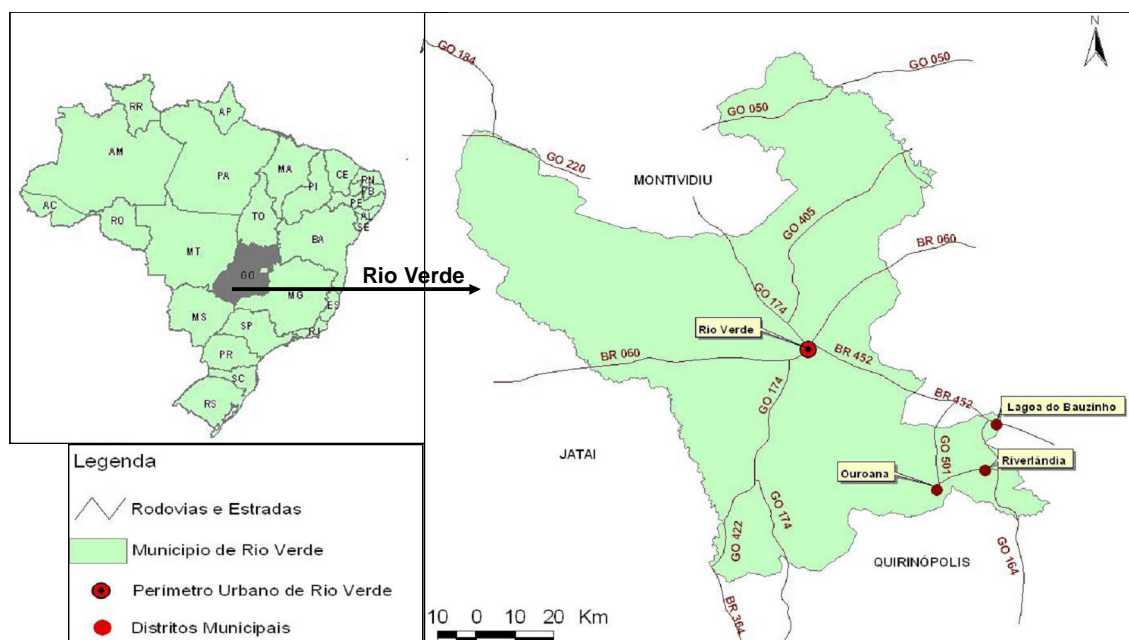 RR
AP
AM
PA
MA
CE
RN
PI
PB
PE
AC
AL
TO
SE
RO
BA
MT
GO
MG
ES
MS
SP
RJ
PR
SC
RS
Rio Verde
N
GO 184
GO 050
GO 050
GO 220
MONTIVIDIU
GO 405
BR 060
GO 174
Rio Verde
BR 060
BR 452
GO 174
BR 452
Lagoa do Bauzinho
JATAI
GO 501
Riverlândia
Ouroana
GO 174
GO 422
QUIRINÓPOLIS
GO 164
BR 364
10 0 10 20 Km
Legenda
Rodovias e Estradas
Municipio de Rio Verde
Perímetro Urbano de Rio Verde
Distritos Municipais